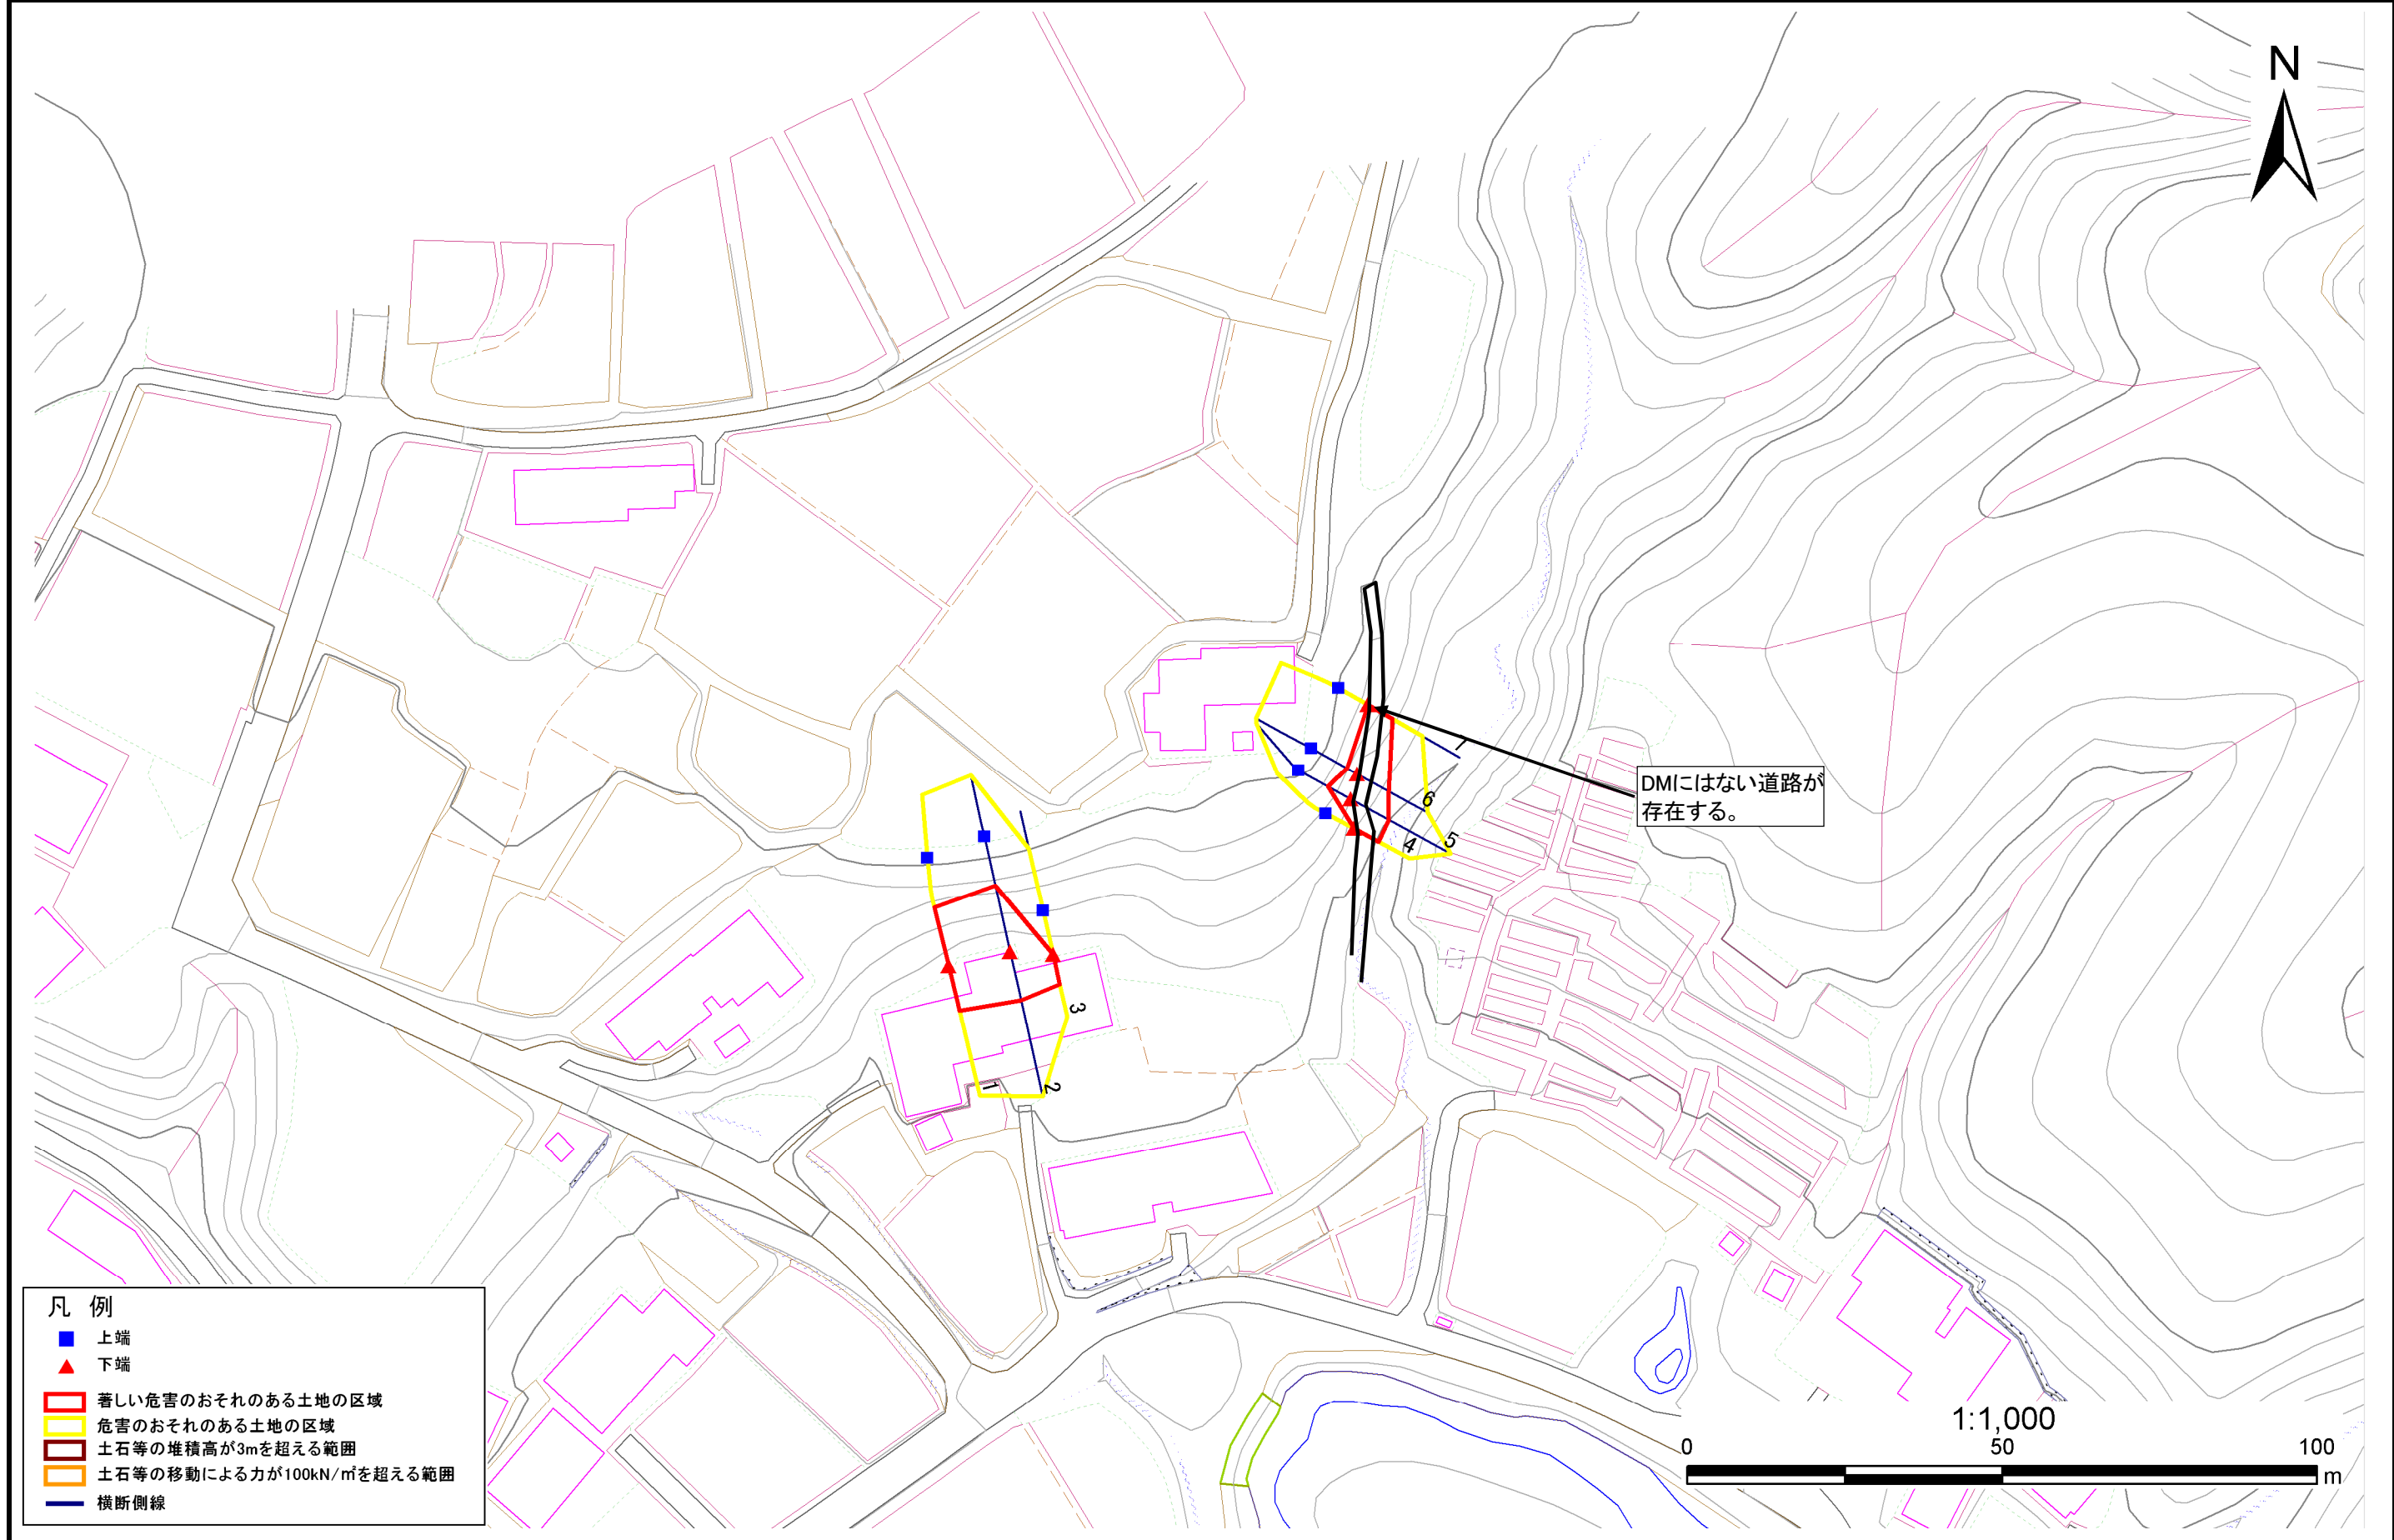 N
7
6
5
4
DMにはない道路が
存在する。
3
1
2
凡 例
上端
下端
著しい危害のおそれのある土地の区域
危害のおそれのある土地の区域
土石等の堆積高が3mを超える範囲
土石等の移動による力が100kN/㎡を超える範囲
横断側線
1:1,000
0 50 100
m